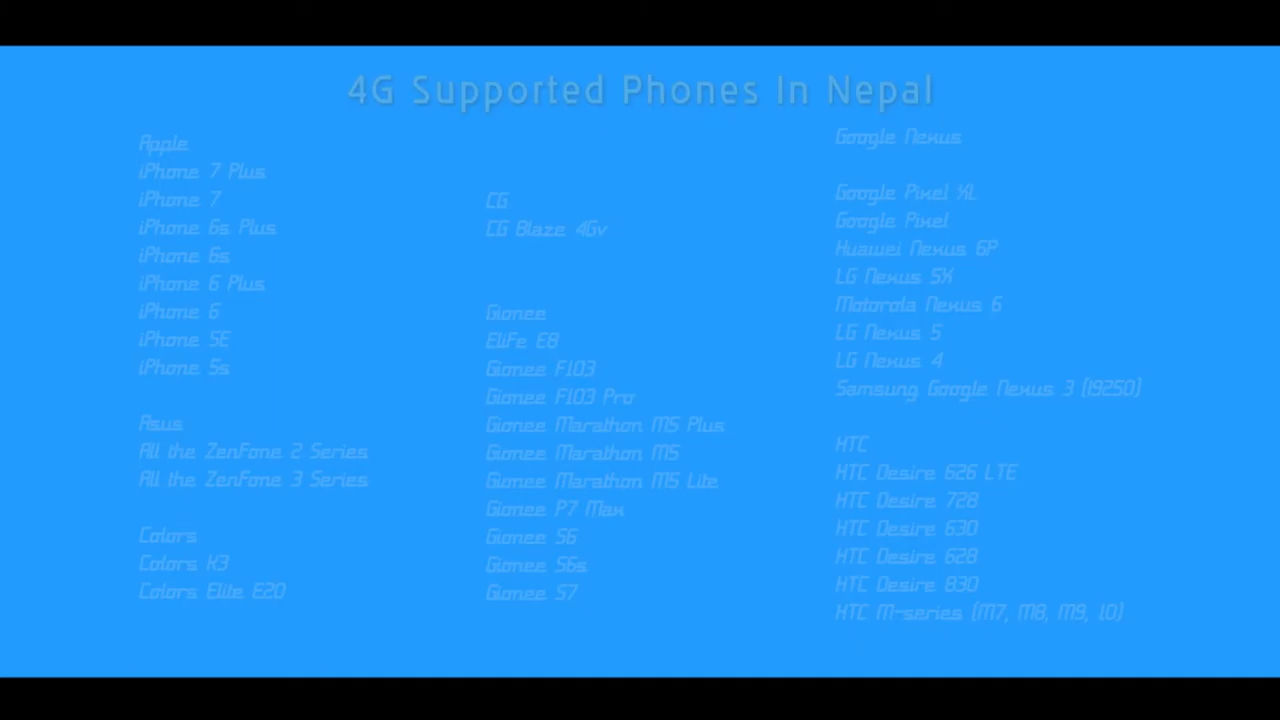 4G Supported Phones In Nepal
Apple
iPhone 7 Plus
iPhone 7
iPhone 6s Plus
iPhone 6s
iPhone 6 Plus
iPhone 6
iPhone SE
iPhone 5s
Asus
All the ZenFone 2 Series
All the ZenFone 3 Series
Colors
Colors K3
Colors Elite E20
CG
CG Blaze 4Gv
Gionee
Elife E8
Gionee F103
Gionee F103 Pro
Gionee Marathon M5 Plus
Gionee Marathon M5
Gionee Marathon M5 Lite
Gionee P7 Max
Gionee S6
Gionee S6s
Gionee S7
Google Nexus
Google Pixel XL
Google Pixel
Huawei Nexus 6P
LG Nexus 5X
Motorola Nexus 6
LG Nexus 5
LG Nexus 4
Samsung Google Nexus 3 (I9250)
HTC
HTC Desire 626 LTE
HTC Desire 728
HTC Desire 630
HTC Desire 628
HTC Desire 830
HTC M-series (M7, M8, M9, 10)